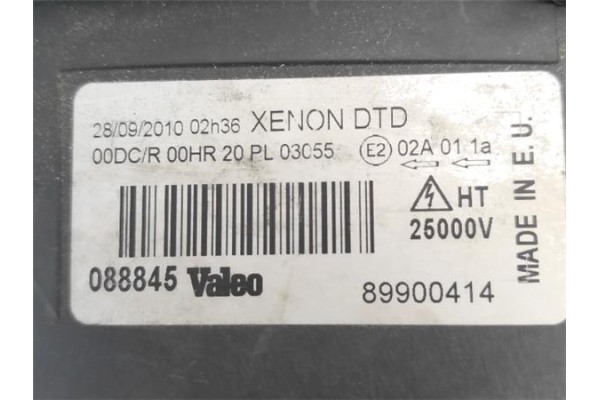 28/09/2010 02h36 XENON DTD
00DC/R 00HR 20 PL 03055 E2 02A 01 1a
HT
25000V
088845 Valeo
89900414
MADE IN E.U.